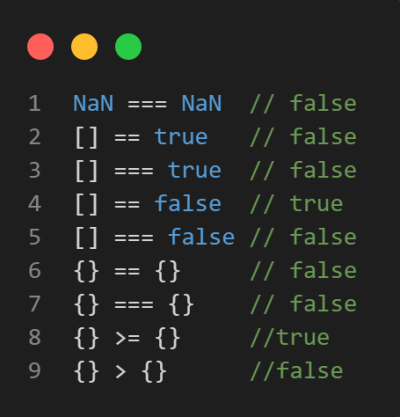 1 NaN === NaN // false
2 [] == true // false
3 [] === true // false
4 [] == false // true
5 [] === false // false
6 {} == {} // false
7 {} === {} // false
8 {} >= {} //true
9 {} > {} //false